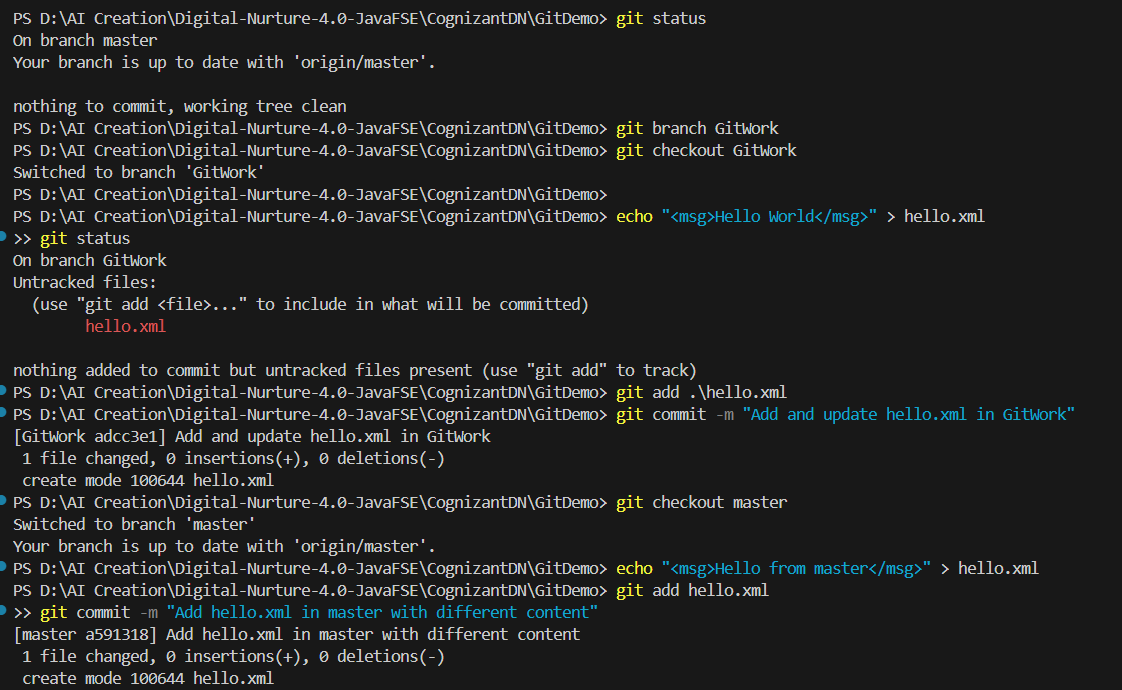 PS D:\AI Creation\Digital-Nurture-4.0-JavaFSE\CognizantDN\GitDemo> git status
On branch master
Your branch is up to date with 'origin/master'.
nothing to commit, working tree clean
PS D:\AI Creation\Digital-Nurture-4.0-JavaFSE\CognizantDN\GitDemo> git branch GitWork
PS D:\AI Creation\Digital-Nurture-4.0-JavaFSE\CognizantDN\GitDemo> git checkout GitWork
Switched to branch 'GitWork'
PS D:\AI Creation\Digital-Nurture-4.0-JavaFSE\CognizantDN\GitDemo>
PS D:\AI Creation\Digital-Nurture-4.0-JavaFSE\CognizantDN\GitDemo> echo "<msg>Hello World</msg>" > hello.xml
>> git status
On branch GitWork
Untracked files:
  (use "git add <file>..." to include in what will be committed)
        hello.xml
nothing added to commit but untracked files present (use "git add" to track)
PS D:\AI Creation\Digital-Nurture-4.0-JavaFSE\CognizantDN\GitDemo> git add .\hello.xml
PS D:\AI Creation\Digital-Nurture-4.0-JavaFSE\CognizantDN\GitDemo> git commit -m "Add and update hello.xml in GitWork"
[GitWork adcc3e1] Add and update hello.xml in GitWork
 1 file changed, 0 insertions(+), 0 deletions(-)
 create mode 100644 hello.xml
PS D:\AI Creation\Digital-Nurture-4.0-JavaFSE\CognizantDN\GitDemo> git checkout master
Switched to branch 'master'
Your branch is up to date with 'origin/master'.
PS D:\AI Creation\Digital-Nurture-4.0-JavaFSE\CognizantDN\GitDemo> echo "<msg>Hello from master</msg>" > hello.xml
PS D:\AI Creation\Digital-Nurture-4.0-JavaFSE\CognizantDN\GitDemo> git add hello.xml
>> git commit -m "Add hello.xml in master with different content"
[master a591318] Add hello.xml in master with different content
 1 file changed, 0 insertions(+), 0 deletions(-)
 create mode 100644 hello.xml